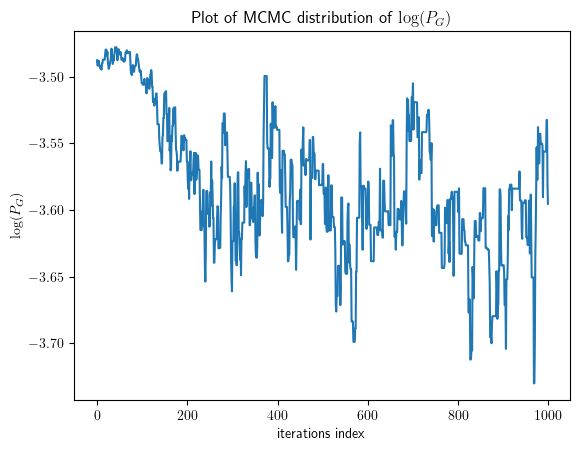 Plot of MCMC distribution of log(P_G)
−3.50
−3.55
−3.60
−3.65
−3.70
log(P_G)
0 200 400 600 800 1000
iterations index